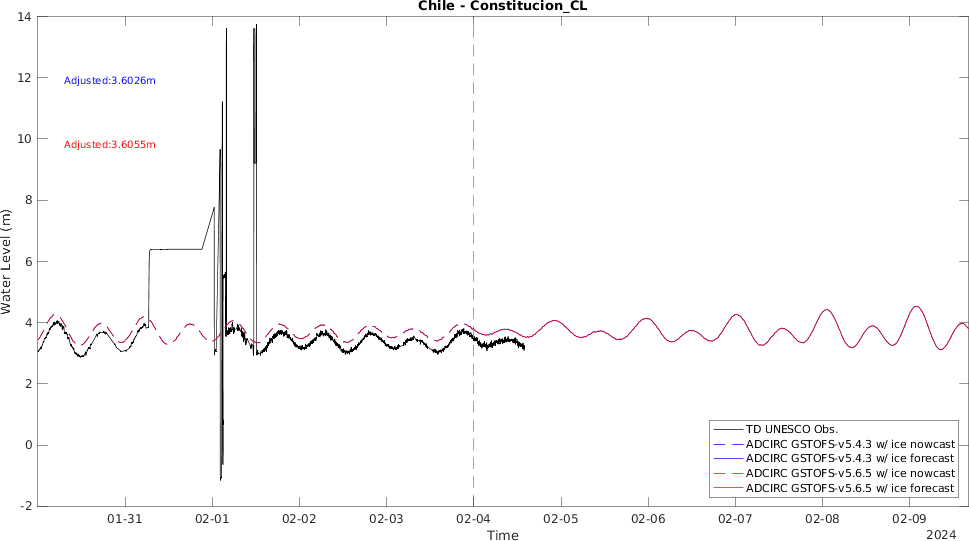 Chile - Constitucion_CL
14
12
10
8
6
4
2
0
-2
Water Level (m)
Adjusted:3.6026m
Adjusted:3.6055m
TD UNESCO Obs.
ADCIRC GSTOFS-v5.4.3 w/ ice nowcast
ADCIRC GSTOFS-v5.4.3 w/ ice forecast
ADCIRC GSTOFS-v5.6.5 w/ ice nowcast
ADCIRC GSTOFS-v5.6.5 w/ ice forecast
01-31 02-01 02-02 02-03 02-04 02-05 02-06 02-07 02-08 02-09
Time
2024